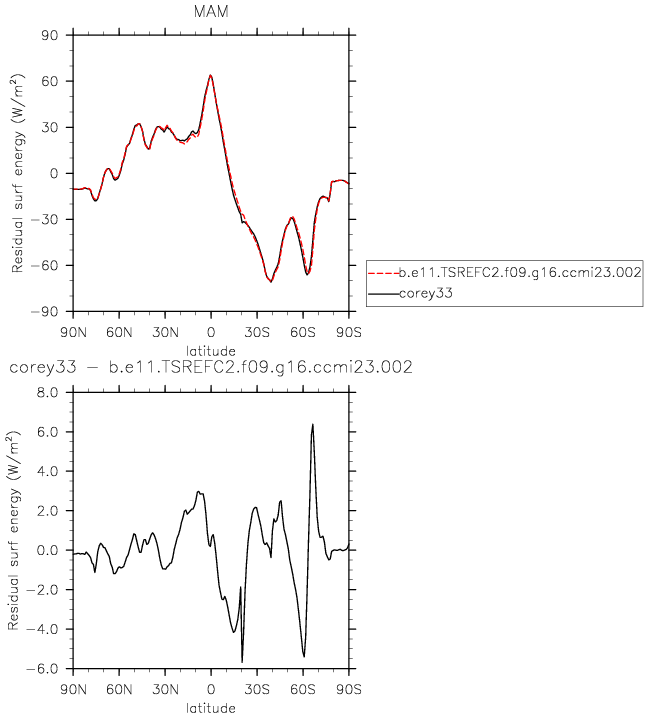 MAM
Residual surf energy (W/m²)
90
60
30
0
−30
−60
−90
90N 60N 30N 0 30S 60S 90S
latitude
b.e11.TSREFC2.f09.g16.ccmi23.002
corey33
corey33 − b.e11.TSREFC2.f09.g16.ccmi23.002
Residual surf energy (W/m²)
8.0
6.0
4.0
2.0
0.0
−2.0
−4.0
−6.0
90N 60N 30N 0 30S 60S 90S
latitude